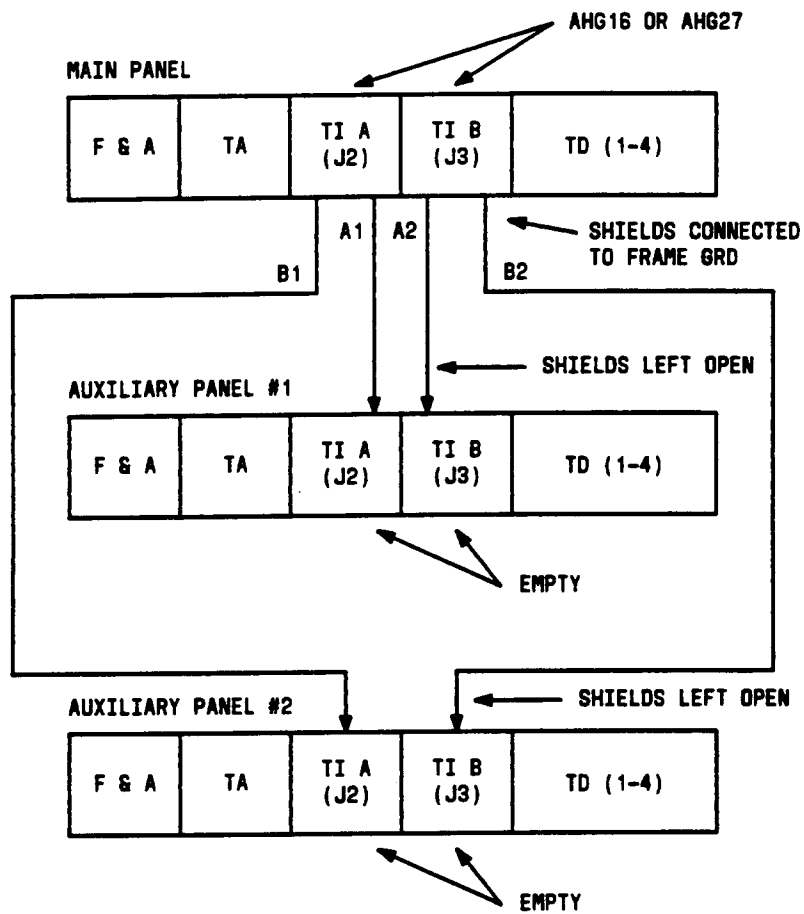 AHG16 OR AHG27
MAIN PANEL
F & A
TA
TI A
(J2)
TI B
(J3)
TD (1-4)
A1
A2
SHIELDS CONNECTED
TO FRAME GRD
B1
B2
SHIELDS LEFT OPEN
AUXILIARY PANEL #1
F & A
TA
TI A
(J2)
TI B
(J3)
TD (1-4)
EMPTY
SHIELDS LEFT OPEN
AUXILIARY PANEL #2
F & A
TA
TI A
(J2)
TI B
(J3)
TD (1-4)
EMPTY